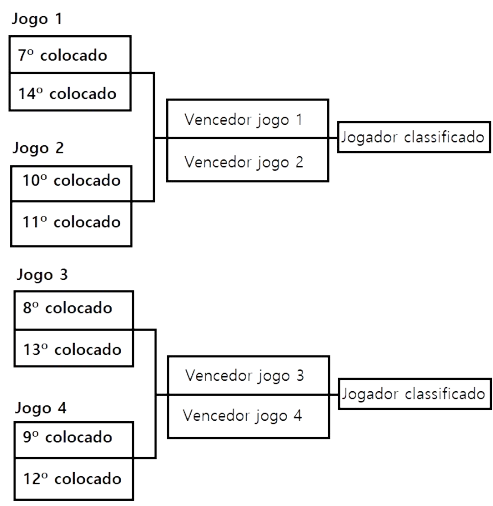 Jogo 1
7º colocado
14º colocado
Vencedor jogo 1
Vencedor jogo 2
Jogador classificado
Jogo 2
10º colocado
11º colocado
Jogo 3
8º colocado
13º colocado
Vencedor jogo 3
Vencedor jogo 4
Jogador classificado
Jogo 4
9º colocado
12º colocado